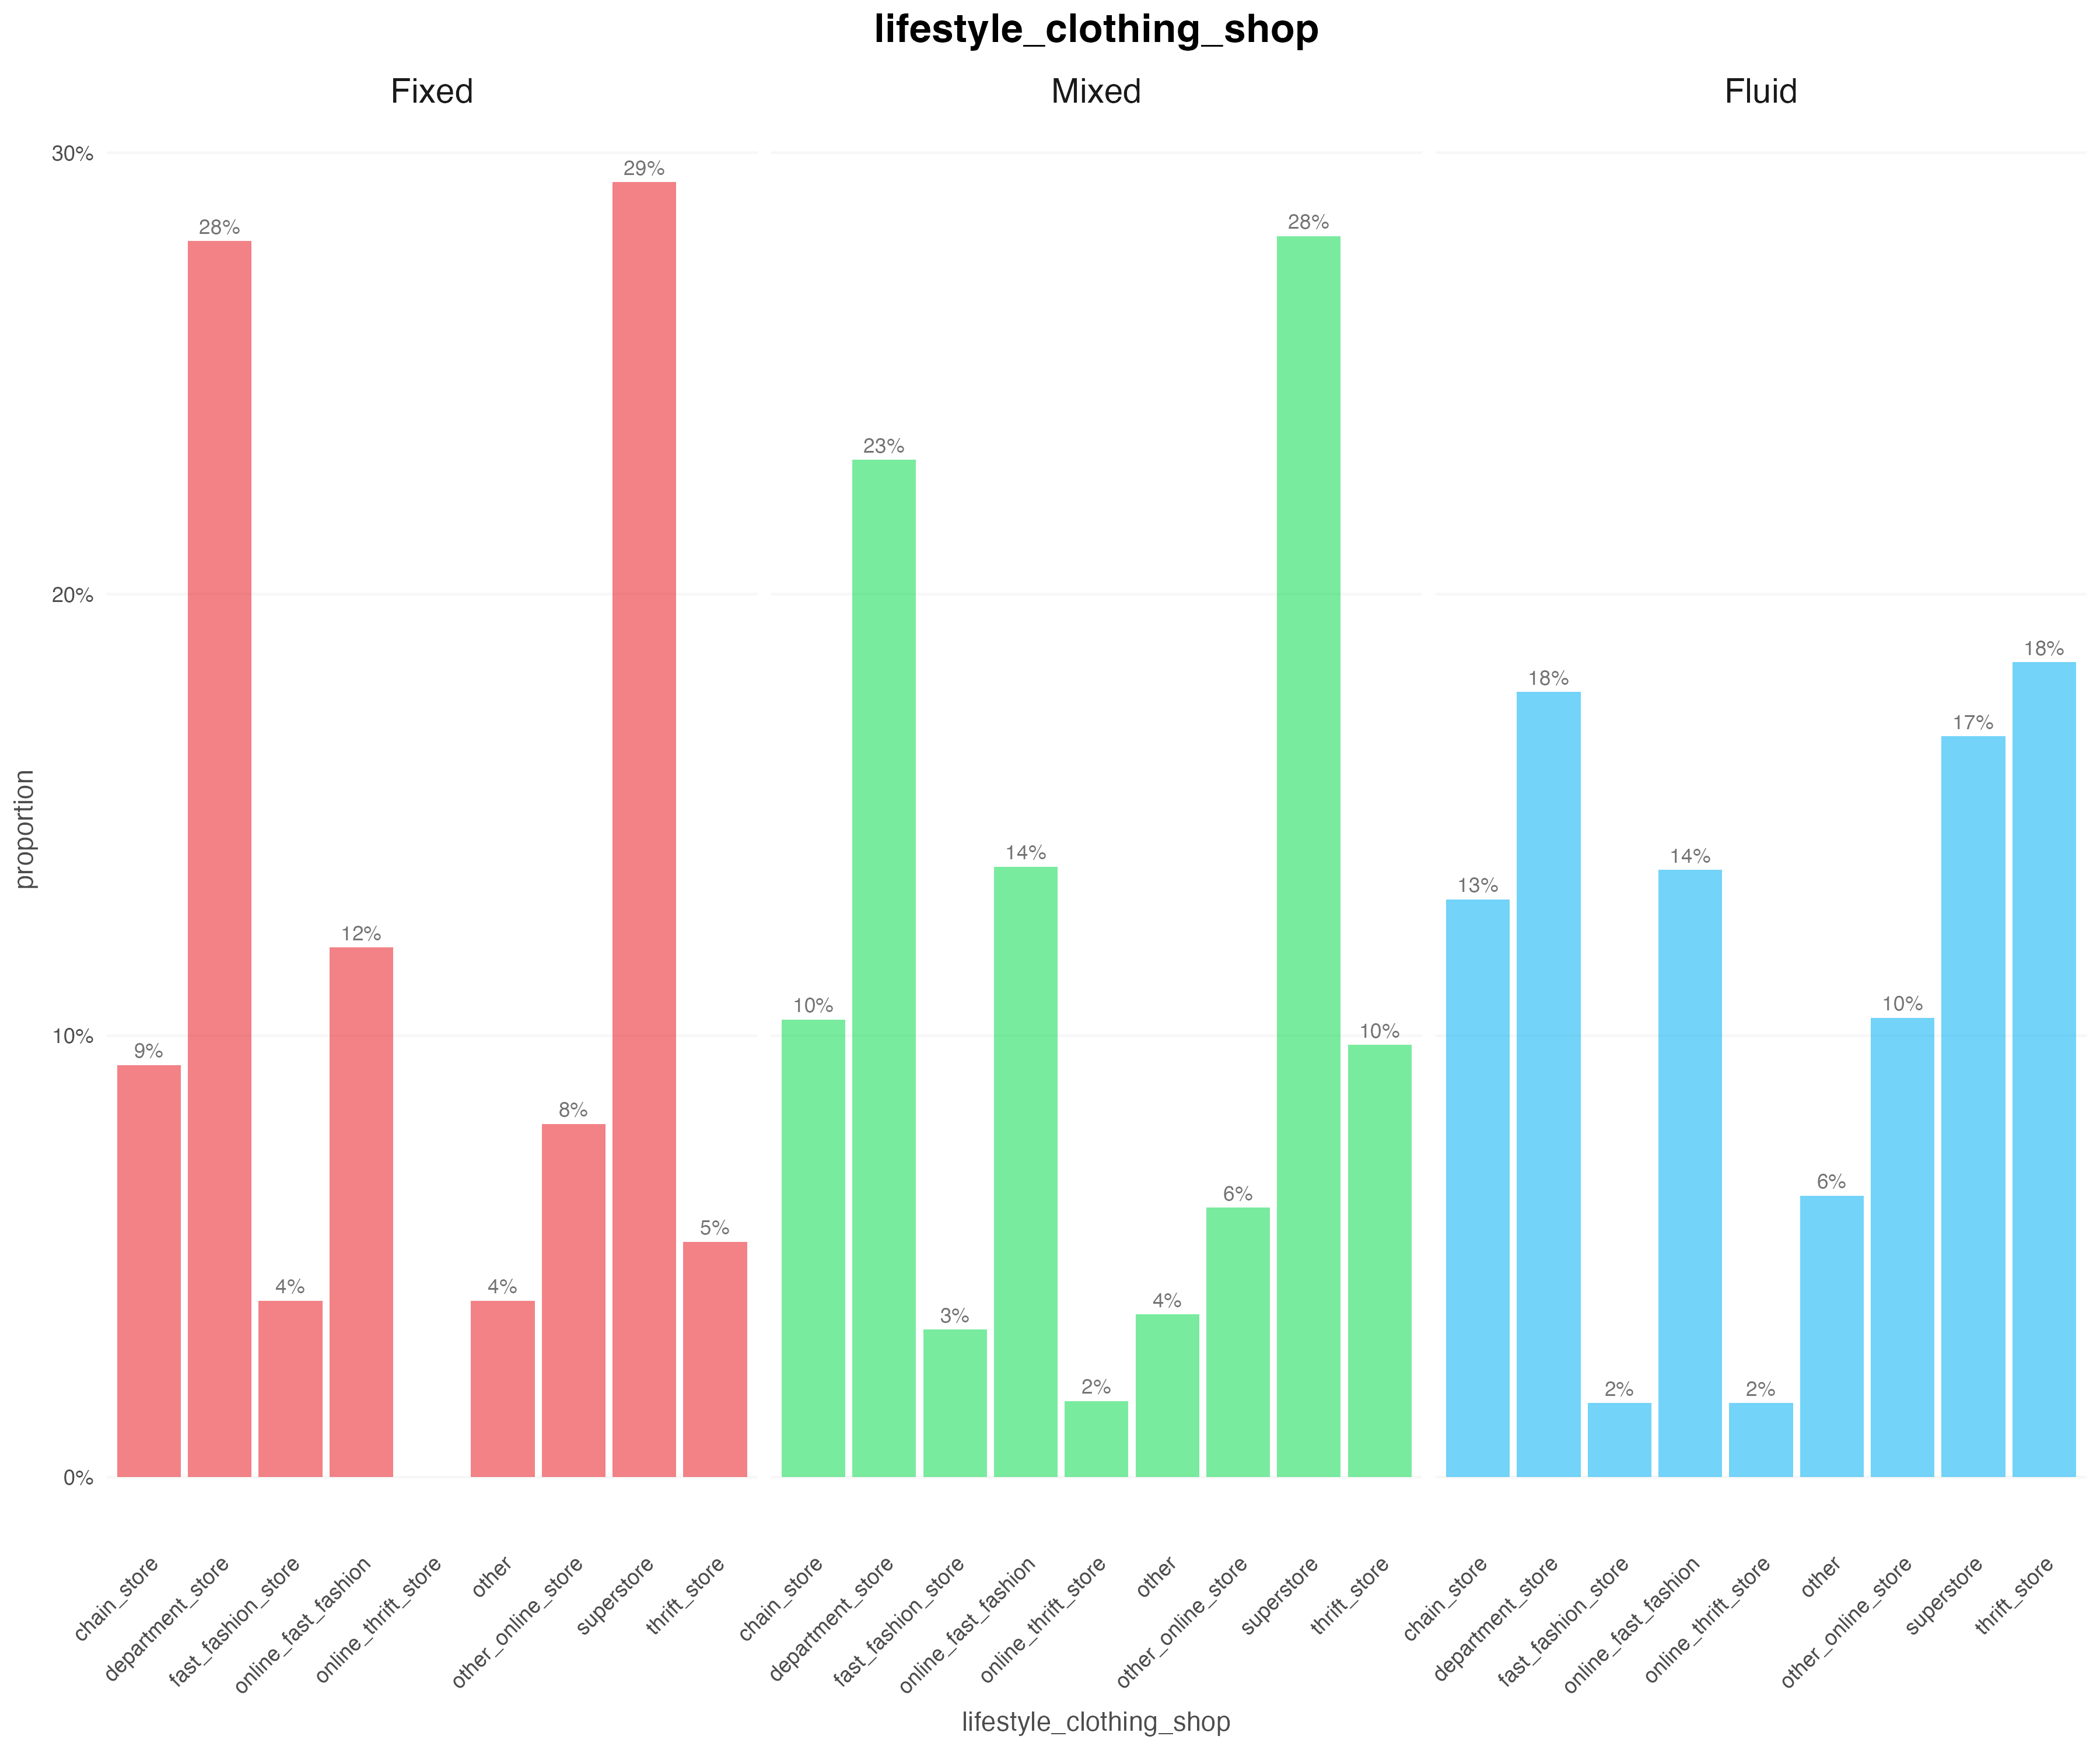 lifestyle_clothing_shop
Fixed
Mixed
Fluid
30%
20%
10%
0%
proportion
9%
28%
4%
12%
4%
8%
29%
5%
10%
23%
3%
14%
2%
4%
6%
28%
10%
13%
18%
2%
14%
2%
6%
10%
17%
18%
chain_store
department_store
fast_fashion_store
online_fast_fashion
online_thrift_store
other
other_online_store
superstore
thrift_store
chain_store
department_store
fast_fashion_store
online_fast_fashion
online_thrift_store
other
other_online_store
superstore
thrift_store
chain_store
department_store
fast_fashion_store
online_fast_fashion
online_thrift_store
other
other_online_store
superstore
thrift_store
lifestyle_clothing_shop